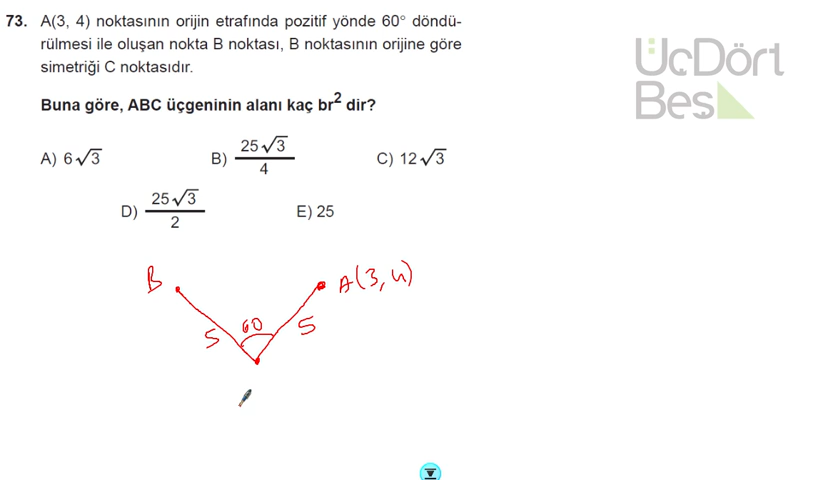 73. A(3, 4) noktasının orijin etrafında pozitif yönde 60° döndü-
rülmesi ile oluşan nokta B noktası, B noktasının orijine göre
simetriği C noktasıdır.
ÜçDört
Beş
Buna göre, ABC üçgeninin alanı kaç br² dir?
A) 6√3 B) 25√3/4 C) 12√3
D) 25√3/2 E) 25
B A(3, 4)
5 60 5